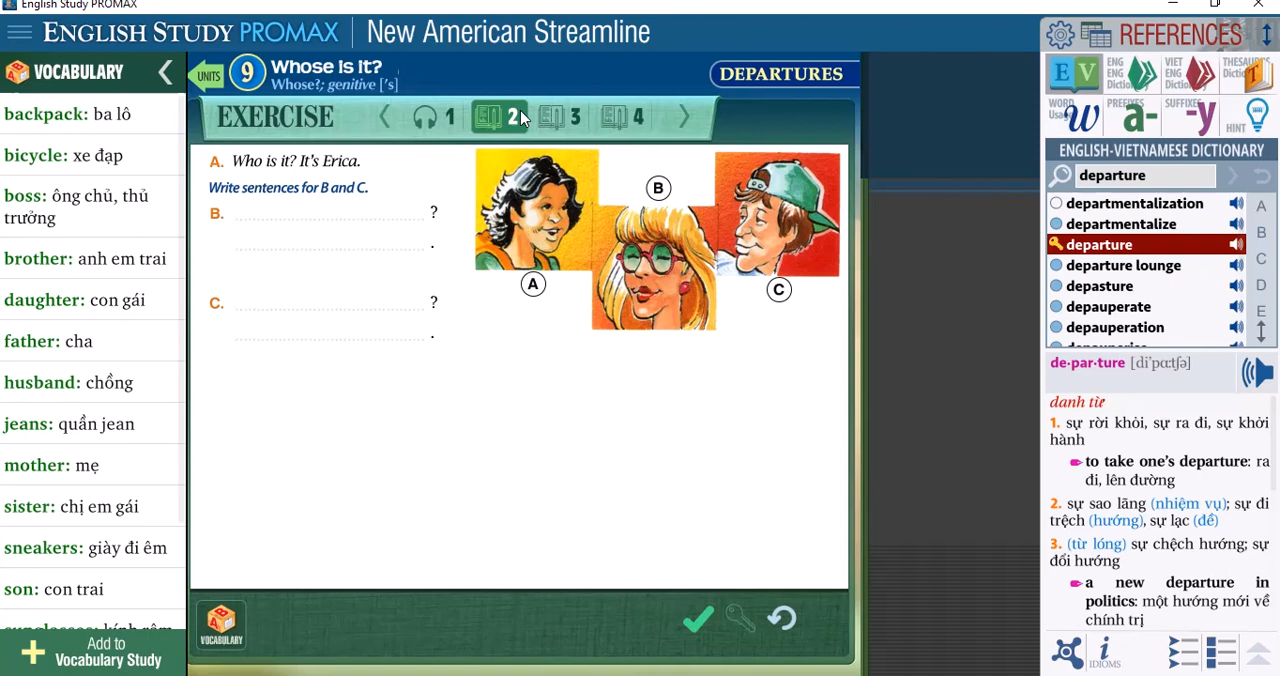 English Study PROMAX
ENGLISH STUDY PROMAX New American Streamline
REFERENCES
VOCABULARY
UNITS 9 Whose is it?
Whose?; genitive ['s]
DEPARTURES
EXERCISE 1 2 3 4
backpack: ba lô
bicycle: xe đạp
boss: ông chủ, thủ
trưởng
brother: anh em trai
daughter: con gái
father: cha
husband: chồng
jeans: quần jean
mother: mẹ
sister: chị em gái
sneakers: giày đi êm
son: con trai
Add to
Vocabulary Study
A. Who is it? It's Erica.
Write sentences for B and C.
B. ?
.
C. ?
.
A
B
C
VOCABULARY
E V
ENG
ENG
Dictionary
VIET
ENG
Dictionary
T
WORD
Usage
W
PREFIXES
a-
SUFFIXES
-y
HINT
ENGLISH-VIETNAMESE DICTIONARY
departure
departmentalization
departmentalize
departure
departure lounge
depasture
depauperate
depauperation
A
B
C
D
E
de·par·ture [di'pɑ:tʃə]
danh từ
1. sự rời khỏi, sự ra đi, sự khởi
hành
to take one's departure: ra
đi, lên đường
2. sự sao lãng (nhiệm vụ); sự đi
trệch (hướng), sự lạc (đề)
3. (từ lóng) sự chệch hướng; sự
đổi hướng
a new departure in
politics: một hướng mới về
chính trị
IDIOMS